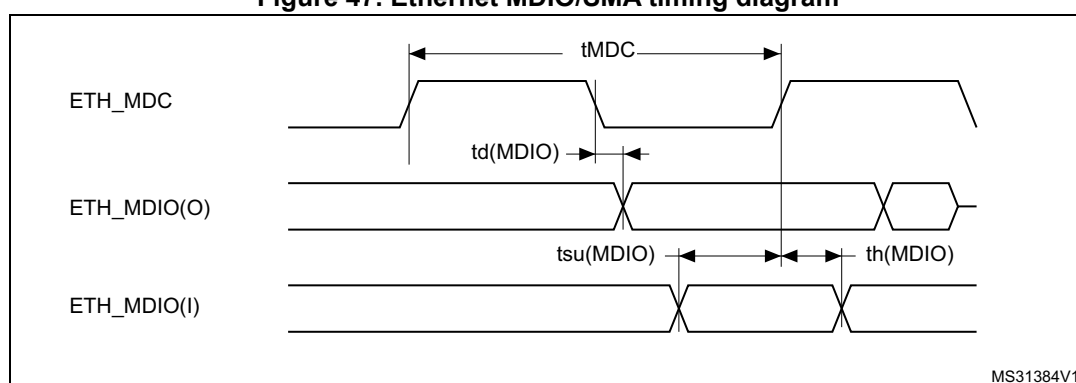 Figure 47. Ethernet MDIO/SMA timing diagram
tMDC
ETH_MDC
td(MDIO)
ETH_MDIO(O)
tsu(MDIO)
th(MDIO)
ETH_MDIO(I)
MS31384V1